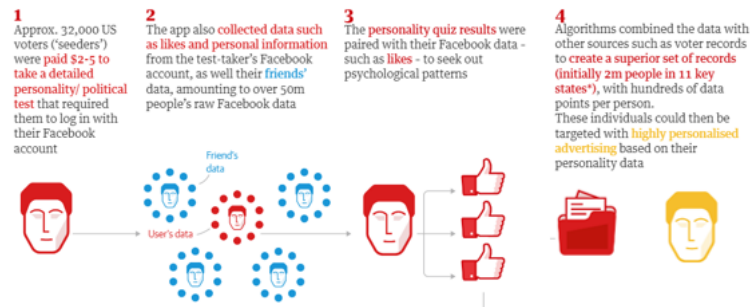 1
Approx. 32,000 US
voters (‘seeders’)
were paid $2-5 to
take a detailed
personality/ political
test that required
them to log in with
their Facebook
account
2
The app also collected data such
as likes and personal information
from the test-taker's Facebook
account, as well their friends’
data, amounting to over 50m
people's raw Facebook data
3
The personality quiz results were
paired with their Facebook data -
such as likes - to seek out
psychological patterns
4
Algorithms combined the data with
other sources such as voter records
to create a superior set of records
(initially 2m people in 11 key
states*), with hundreds of data
points per person.
These individuals could then be
targeted with highly personalised
advertising based on their
personality data
Friend's
data
User's data